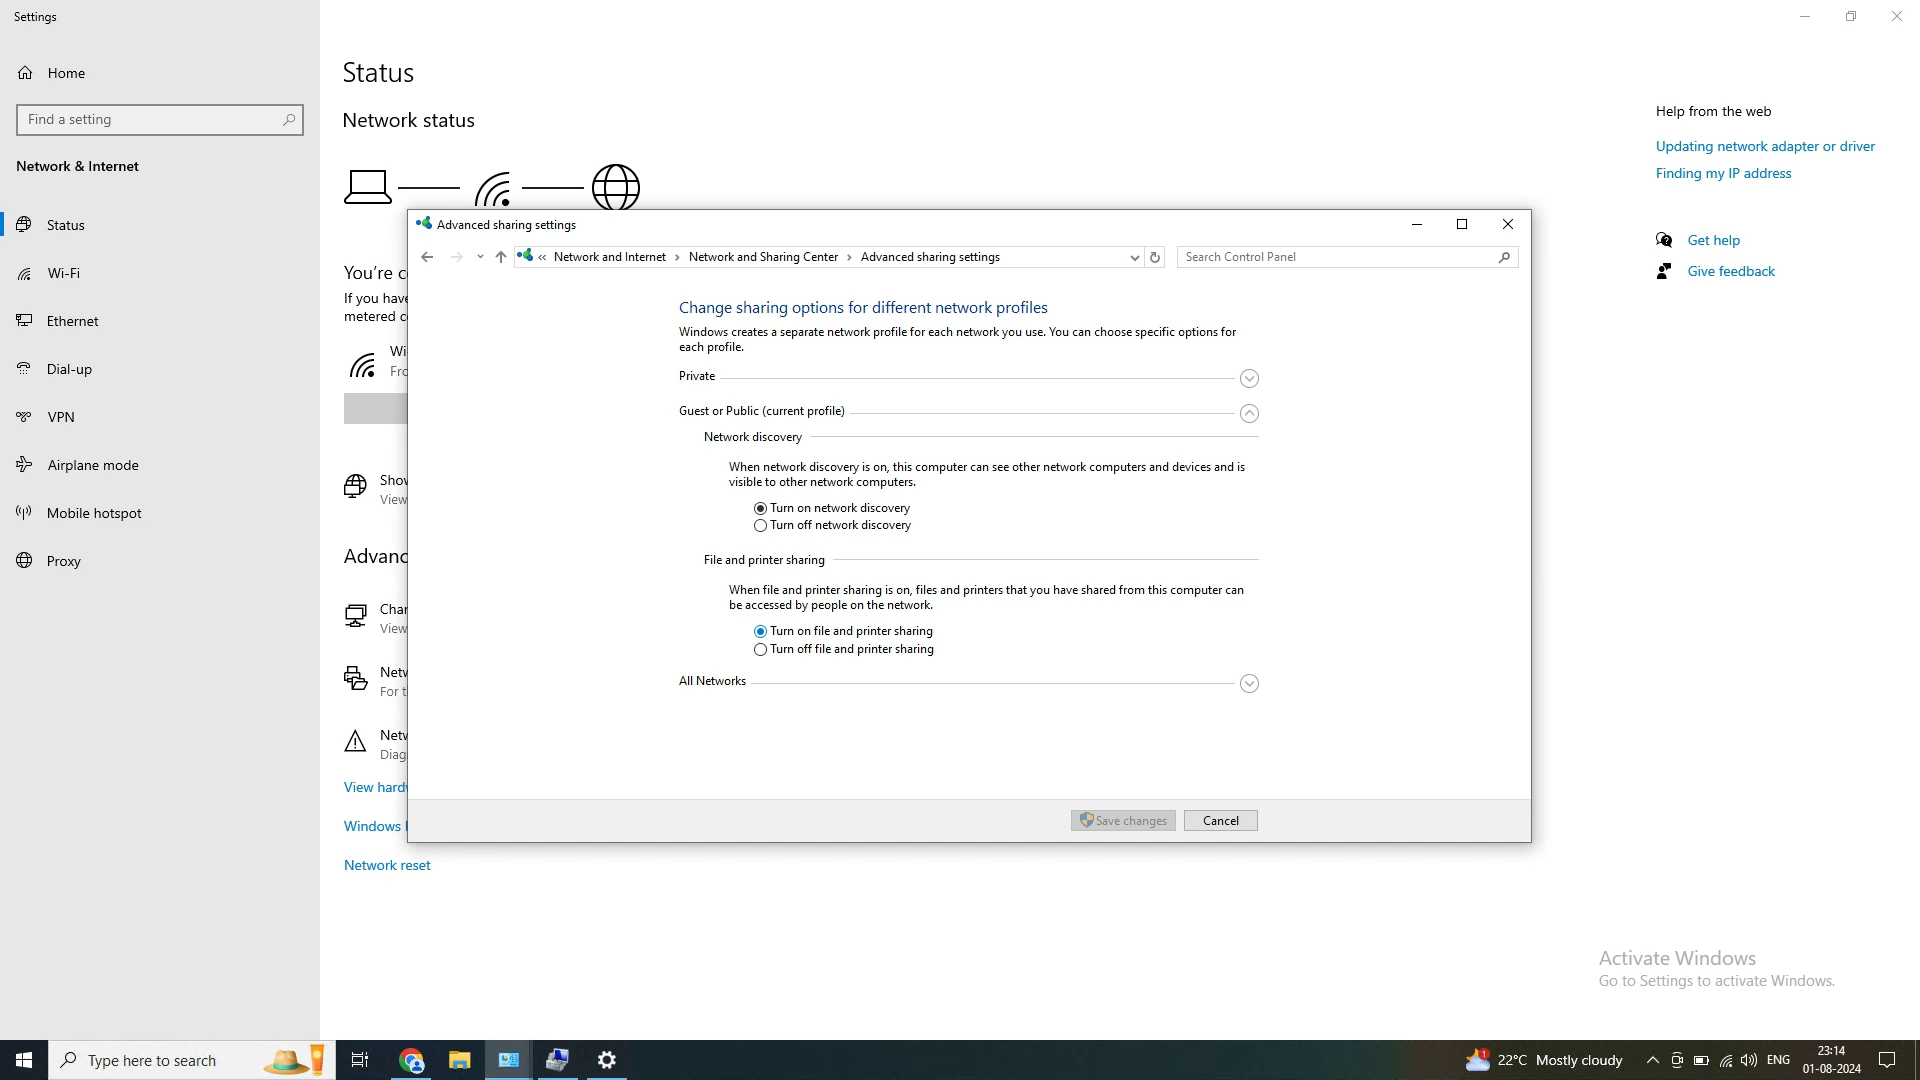 Settings
Home
Find a setting
Network & Internet
Status
Wi-Fi
Ethernet
Dial-up
VPN
Airplane mode
Mobile hotspot
Proxy
Status
Network status
You're c
If you have
metered c
Wi
Fro
Show
View
Advanc
Char
View
Netw
For t
Netw
Diag
View hardw
Windows
Network reset
Advanced sharing settings
« Network and Internet > Network and Sharing Center > Advanced sharing settings
Search Control Panel
Change sharing options for different network profiles
Windows creates a separate network profile for each network you use. You can choose specific options for
each profile.
Private
Guest or Public (current profile)
Network discovery
When network discovery is on, this computer can see other network computers and devices and is
visible to other network computers.
Turn on network discovery
Turn off network discovery
File and printer sharing
When file and printer sharing is on, files and printers that you have shared from this computer can
be accessed by people on the network.
Turn on file and printer sharing
Turn off file and printer sharing
All Networks
Save changes
Cancel
Help from the web
Updating network adapter or driver
Finding my IP address
Get help
Give feedback
Activate Windows
Go to Settings to activate Windows.
Type here to search
1
22°C Mostly cloudy
ENG
23:14
01-08-2024